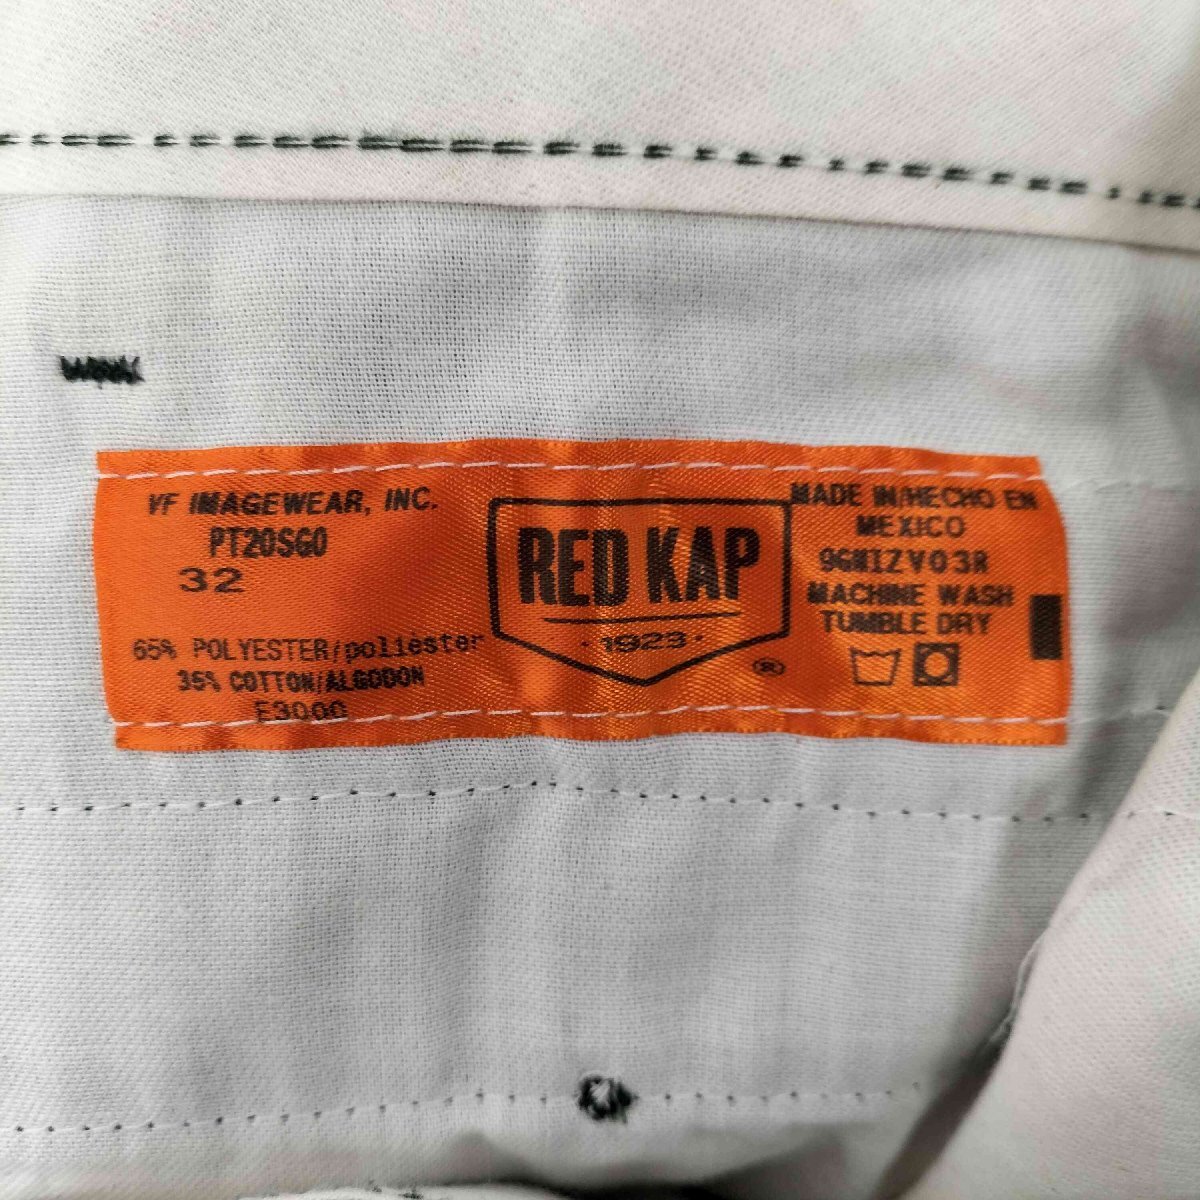 VF IMAGEWEAR, INC.
PT20SG0
32
65% POLYESTER/poliester
35% COTTON/ALGODON
E3000
RED KAP
· 1923 ·
®
MADE IN/HECHO EN
MEXICO
9GNIZV03R
MACHINE WASH
TUMBLE DRY